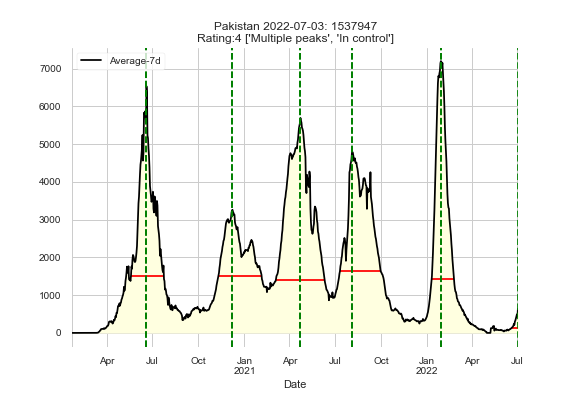 Pakistan 2022-07-03: 1537947
Rating:4 ['Multiple peaks', 'In control']
Average-7d
7000
6000
5000
4000
3000
2000
1000
0
Apr Jul Oct Jan Apr Jul Oct Jan Apr Jul
2021 2022
Date